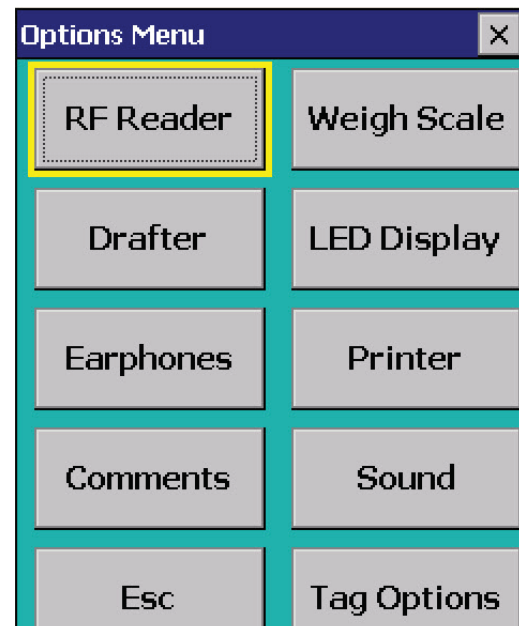 Options Menu
RF Reader
Weigh Scale
Drafter
LED Display
Earphones
Printer
Comments
Sound
Esc
Tag Options